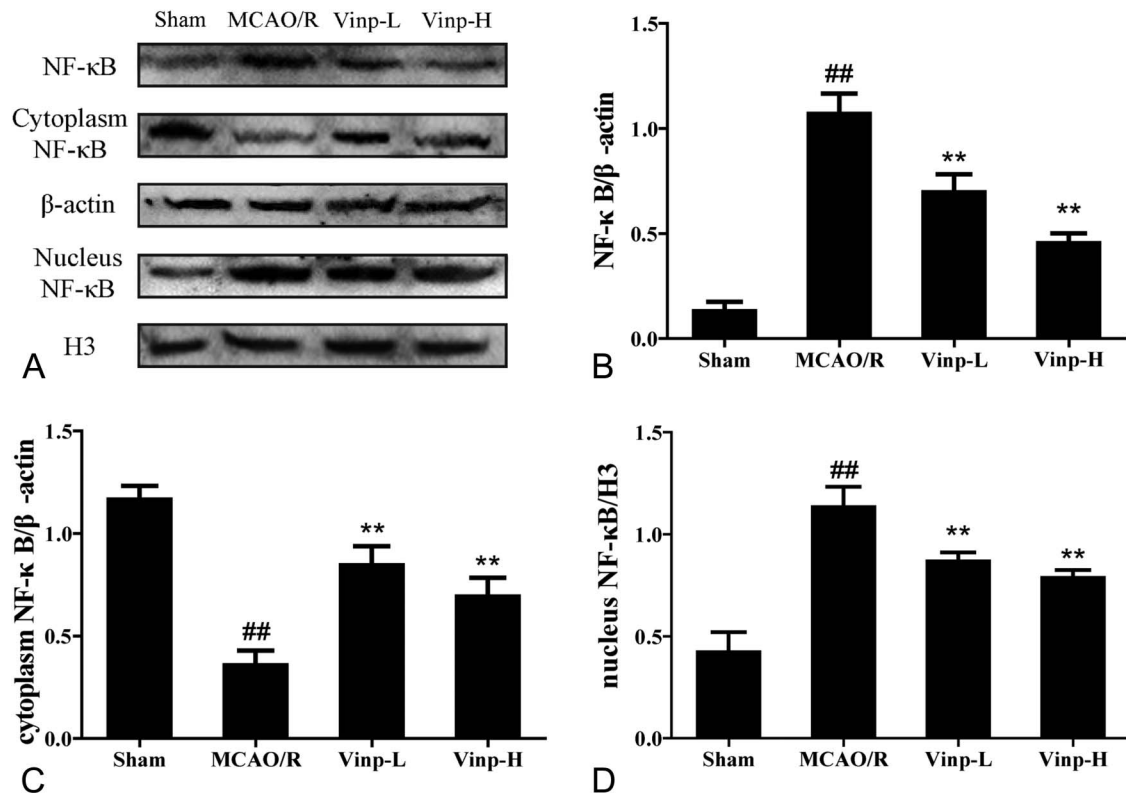 Sham MCAO/R Vinp-L Vinp-H
NF-κB
Cytoplasm
NF-κB
β-actin
Nucleus
NF-κB
H3
A
NF-κ B/β -actin
1.5
1.0
0.5
0.0
##
**
**
Sham MCAO/R Vinp-L Vinp-H
B
cytoplasm NF-κ B/β -actin
1.5
1.0
0.5
0.0
##
**
**
Sham MCAO/R Vinp-L Vinp-H
C
nucleus NF-κB/H3
1.5
1.0
0.5
0.0
##
**
**
Sham MCAO/R Vinp-L Vinp-H
D